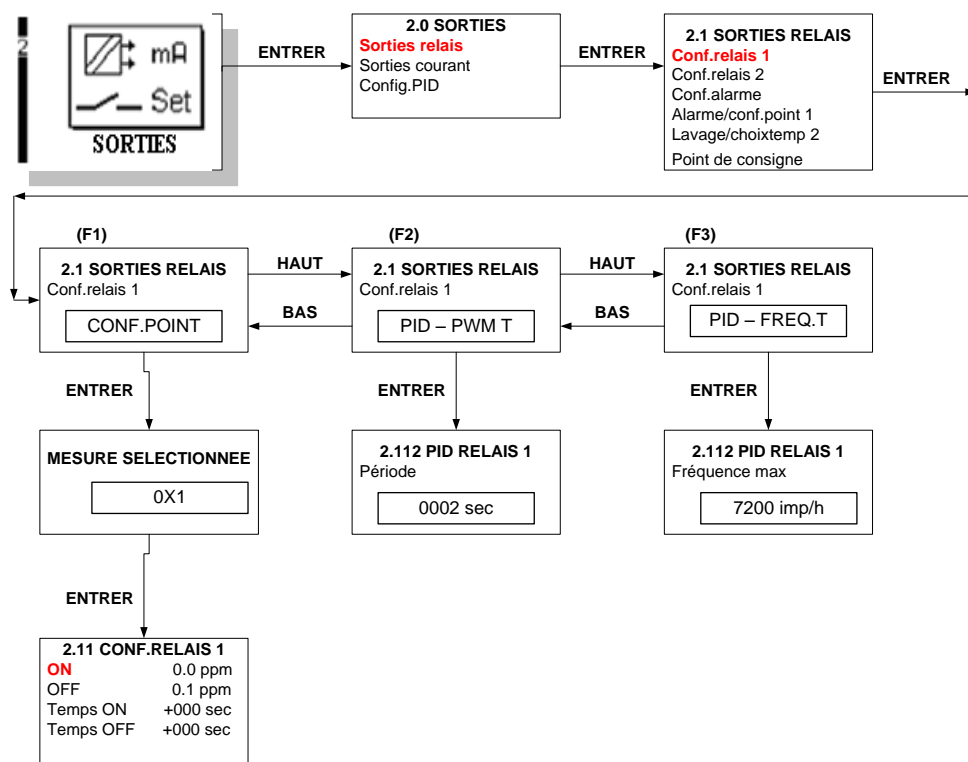 2
mA
Set
SORTIES
ENTRER
2.0 SORTIES
Sorties relais
Sorties courant
Config.PID
ENTRER
2.1 SORTIES RELAIS
Conf.relais 1
Conf.relais 2
Conf.alarme
Alarme/conf.point 1
Lavage/choixtemp 2
Point de consigne
ENTRER
(F1)
2.1 SORTIES RELAIS
Conf.relais 1
CONF.POINT
HAUT
BAS
(F2)
2.1 SORTIES RELAIS
Conf.relais 1
PID – PWM T
HAUT
BAS
(F3)
2.1 SORTIES RELAIS
Conf.relais 1
PID – FREQ.T
ENTRER
ENTRER
ENTRER
MESURE SELECTIONNEE
0X1
2.112 PID RELAIS 1
Période
0002 sec
2.112 PID RELAIS 1
Fréquence max
7200 imp/h
ENTRER
2.11 CONF.RELAIS 1
ON 0.0 ppm
OFF 0.1 ppm
Temps ON +000 sec
Temps OFF +000 sec